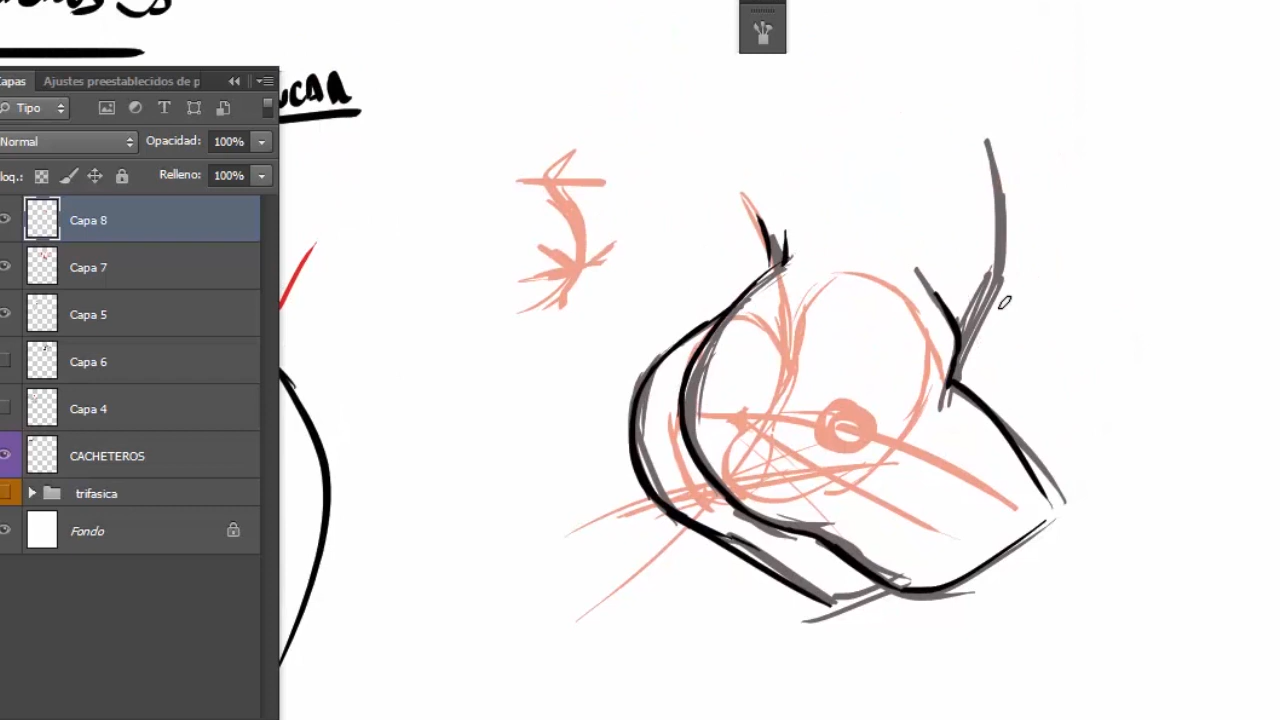 Capas Ajustes preestablecidos de p
Tipo
Normal Opacidad: 100%
Relleno: 100%
Capa 8
Capa 7
Capa 5
Capa 6
Capa 4
CACHETEROS
trifasica
Fondo